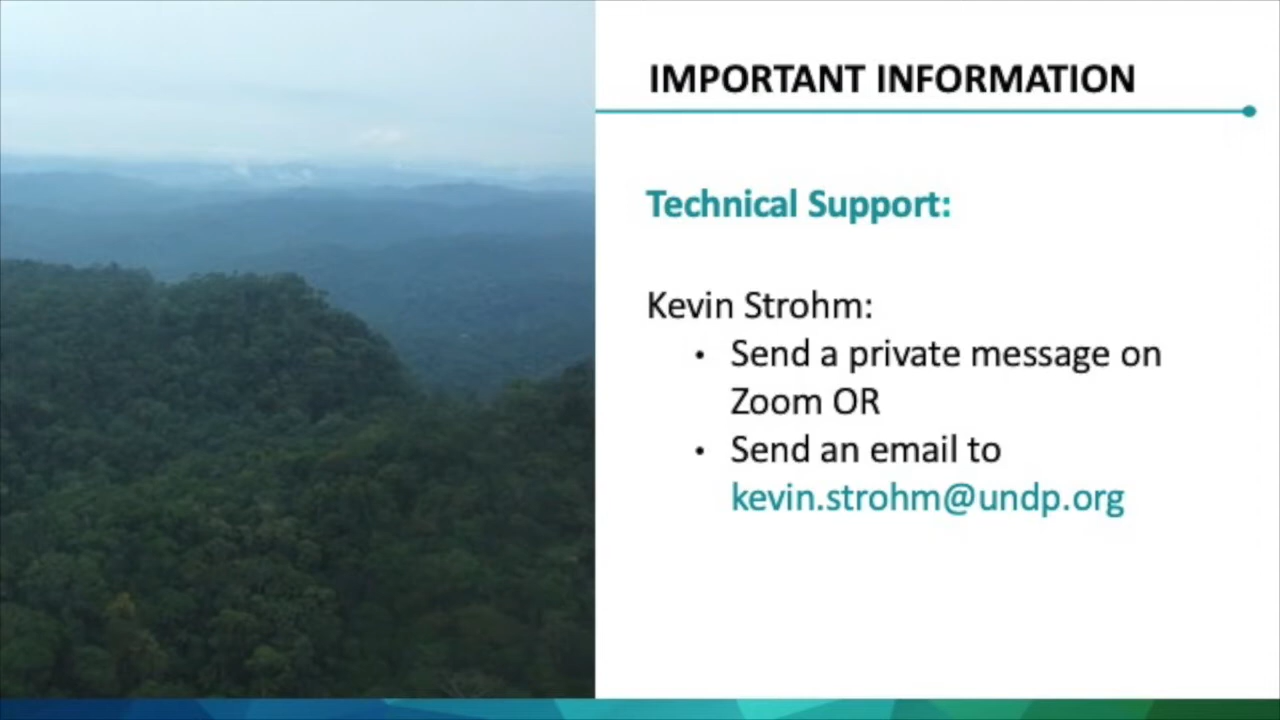 IMPORTANT INFORMATION
Technical Support:
Kevin Strohm:
• Send a private message on
Zoom OR
• Send an email to
kevin.strohm@undp.org